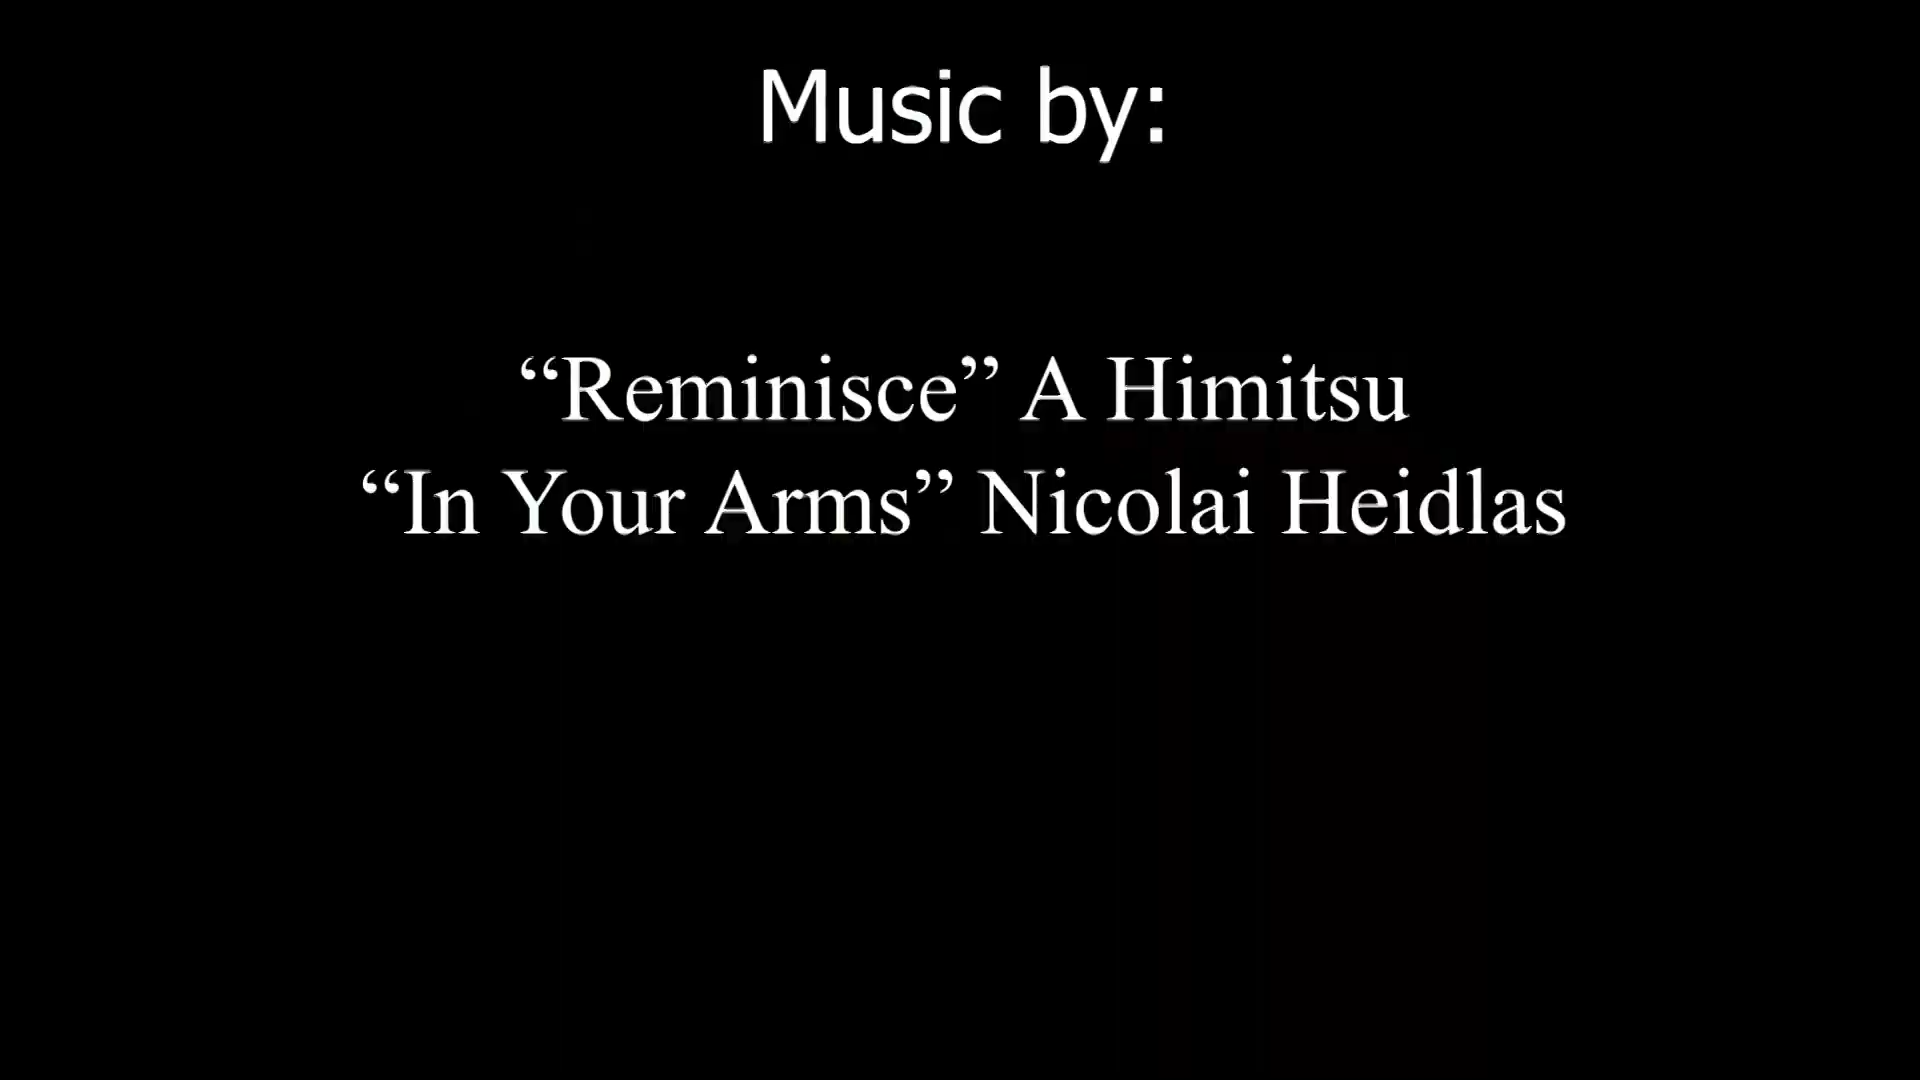 Music by:
“Reminisce” A Himitsu
“In Your Arms” Nicolai Heidlas